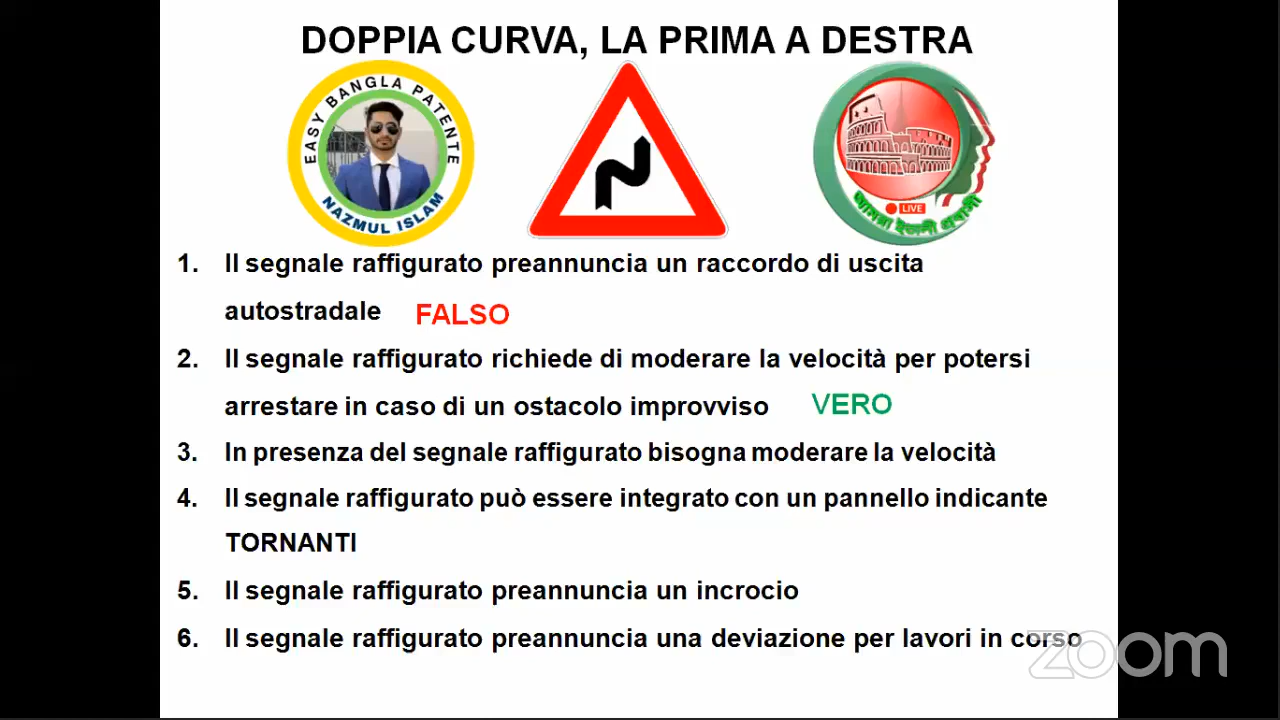 DOPPIA CURVA, LA PRIMA A DESTRA
EASY BANGLA PATENTE
NAZMUL ISLAM
LIVE
আমরা ইতালী প্রবাসী
1. Il segnale raffigurato preannuncia un raccordo di uscita
autostradale FALSO
2. Il segnale raffigurato richiede di moderare la velocità per potersi
arrestare in caso di un ostacolo improvviso VERO
3. In presenza del segnale raffigurato bisogna moderare la velocità
4. Il segnale raffigurato può essere integrato con un pannello indicante
TORNANTI
5. Il segnale raffigurato preannuncia un incrocio
6. Il segnale raffigurato preannuncia una deviazione per lavori in corso
zoom